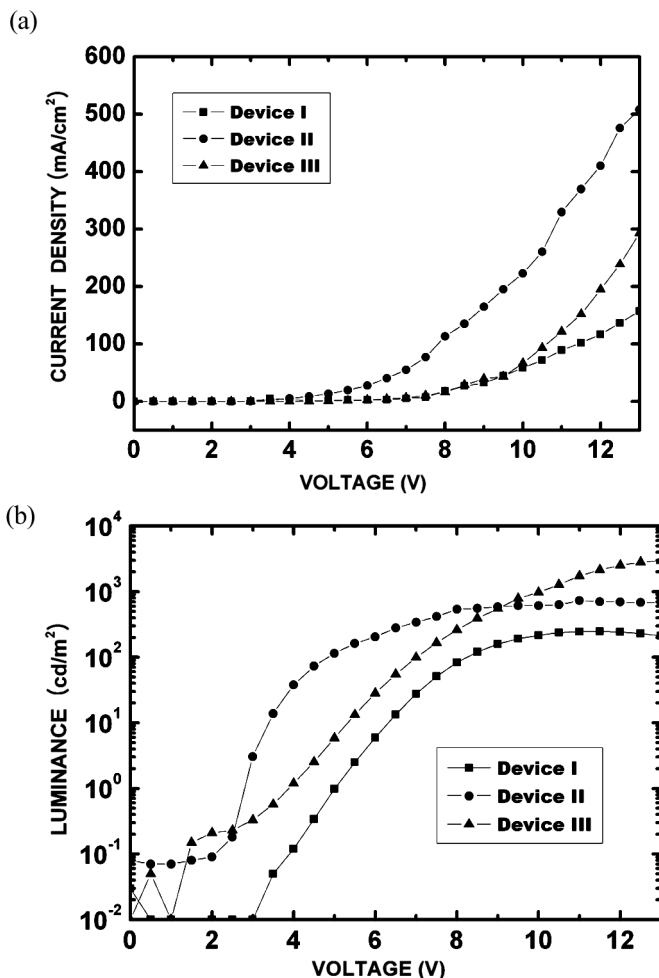 (a)
600
500
400
300
200
100
0
CURRENT DENSITY (mA/cm²)
Device I
Device II
Device III
0 2 4 6 8 10 12
VOLTAGE (V)
(b)
10⁴
10³
10²
10¹
10⁰
10⁻¹
10⁻²
LUMINANCE (cd/m²)
Device I
Device II
Device III
0 2 4 6 8 10 12
VOLTAGE (V)